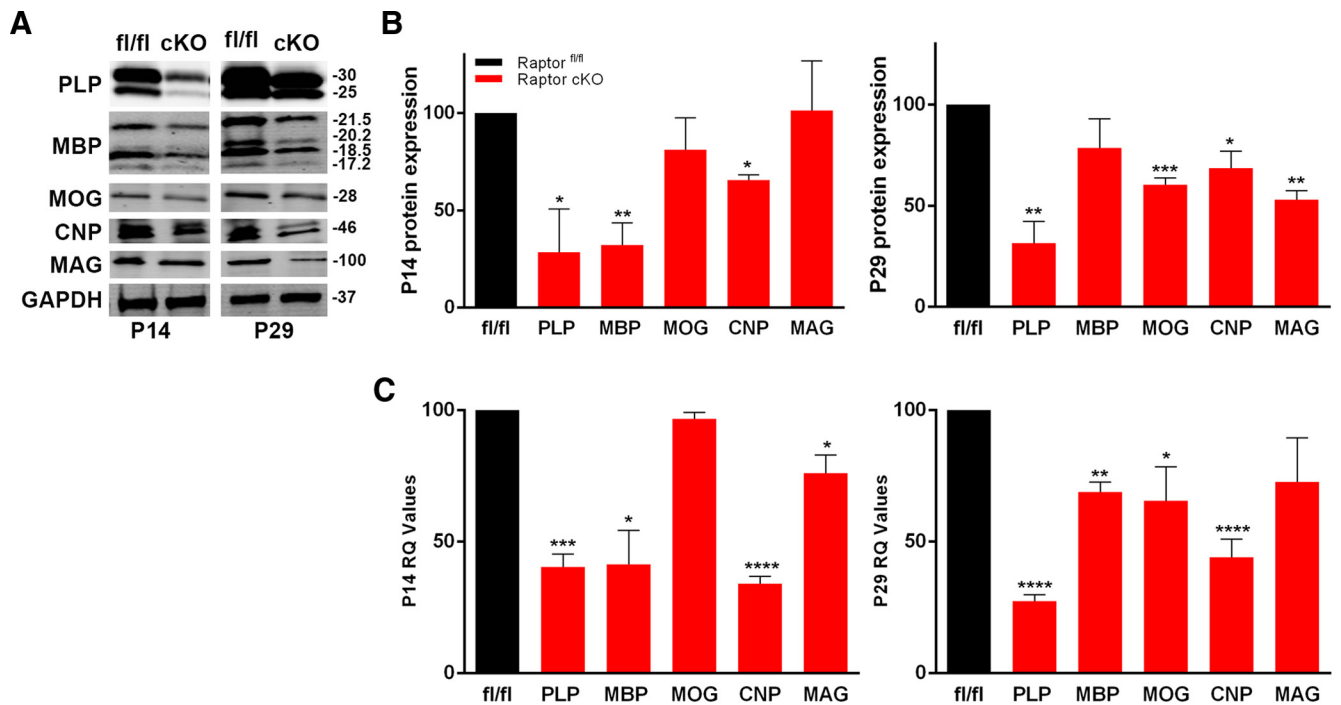 A
fl/fl cKO fl/fl cKO
PLP
-30
-25
MBP
-21.5
-20.2
-18.5
-17.2
MOG
-28
CNP
-46
MAG
-100
GAPDH
-37
P14 P29
B
Raptor fl/fl
Raptor cKO
P14 protein expression
100
50
0
*
**
*
fl/fl PLP MBP MOG CNP MAG
P29 protein expression
100
50
0
**
***
*
**
fl/fl PLP MBP MOG CNP MAG
C
P14 RQ Values
100
50
0
***
*
****
*
fl/fl PLP MBP MOG CNP MAG
P29 RQ Values
100
50
0
****
**
*
****
fl/fl PLP MBP MOG CNP MAG